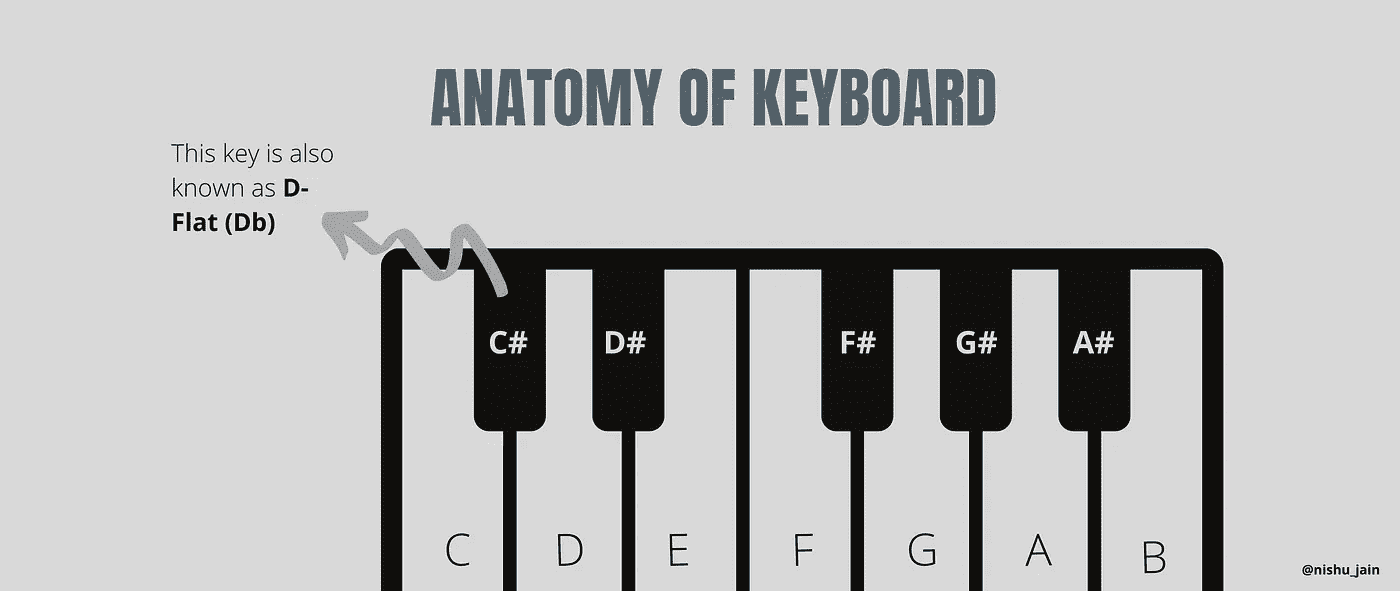 ANATOMY OF KEYBOARD
This key is also
known as D-
Flat (Db)
C# D# F# G# A#
C D E F G A B
@nishu_jain